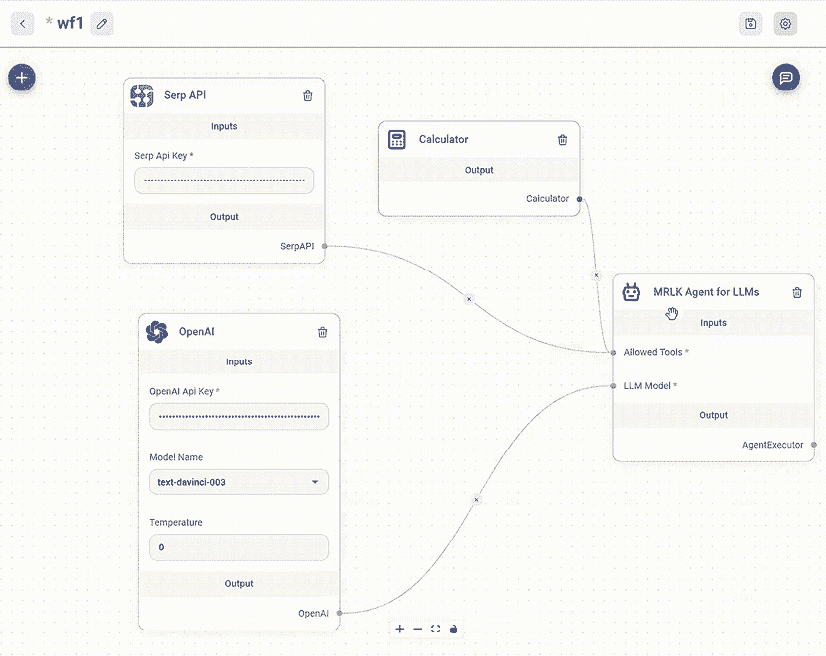 * wf1
Serp API
Inputs
Serp Api Key *
Output
SerpAPI
Calculator
Output
Calculator
MRLK Agent for LLMs
Inputs
Allowed Tools *
LLM Model *
Output
AgentExecutor
OpenAI
Inputs
OpenAI Api Key *
Model Name
text-davinci-003
Temperature
0
Output
OpenAI